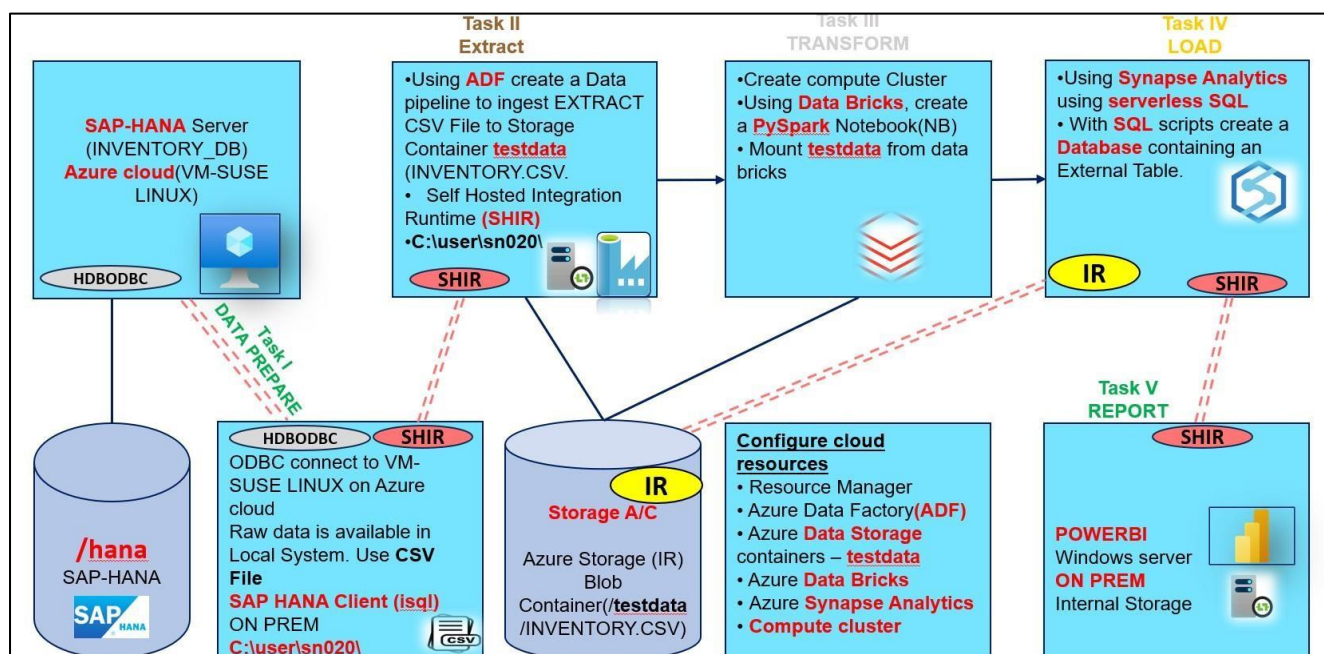 Task II
Extract
Task III
TRANSFORM
Task IV
LOAD
SAP-HANA Server
(INVENTORY_DB)
Azure cloud(VM-SUSE
LINUX)
HDBODBC
•Using ADF create a Data
pipeline to ingest EXTRACT
CSV File to Storage
Container testdata
(INVENTORY.CSV.
• Self Hosted Integration
Runtime (SHIR)
•C:\user\sn020\
SHIR
•Create compute Cluster
•Using Data Bricks, create
a PySpark Notebook(NB)
• Mount testdata from data
bricks
•Using Synapse Analytics
using serverless SQL
• With SQL scripts create a
Database containing an
External Table.
IR
SHIR
Task I
DATA PREPARE
/hana
SAP-HANA
SAP HANA
HDBODBC
SHIR
ODBC connect to VM-
SUSE LINUX on Azure
cloud
Raw data is available in
Local System. Use CSV
File
SAP HANA Client (isql)
ON PREM
C:\user\sn020\
CSV
IR
Storage A/C
Azure Storage (IR)
Blob
Container(/testdata
/INVENTORY.CSV)
Configure cloud
resources
• Resource Manager
• Azure Data Factory(ADF)
• Azure Data Storage
containers – testdata
• Azure Data Bricks
• Azure Synapse Analytics
• Compute cluster
Task V
REPORT
SHIR
POWERBI
Windows server
ON PREM
Internal Storage